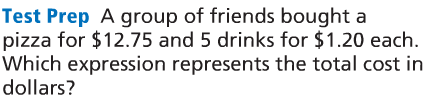 Test Prep A group of friends bought a
pizza for $12.75 and 5 drinks for $1.20 each.
Which expression represents the total cost in
dollars?